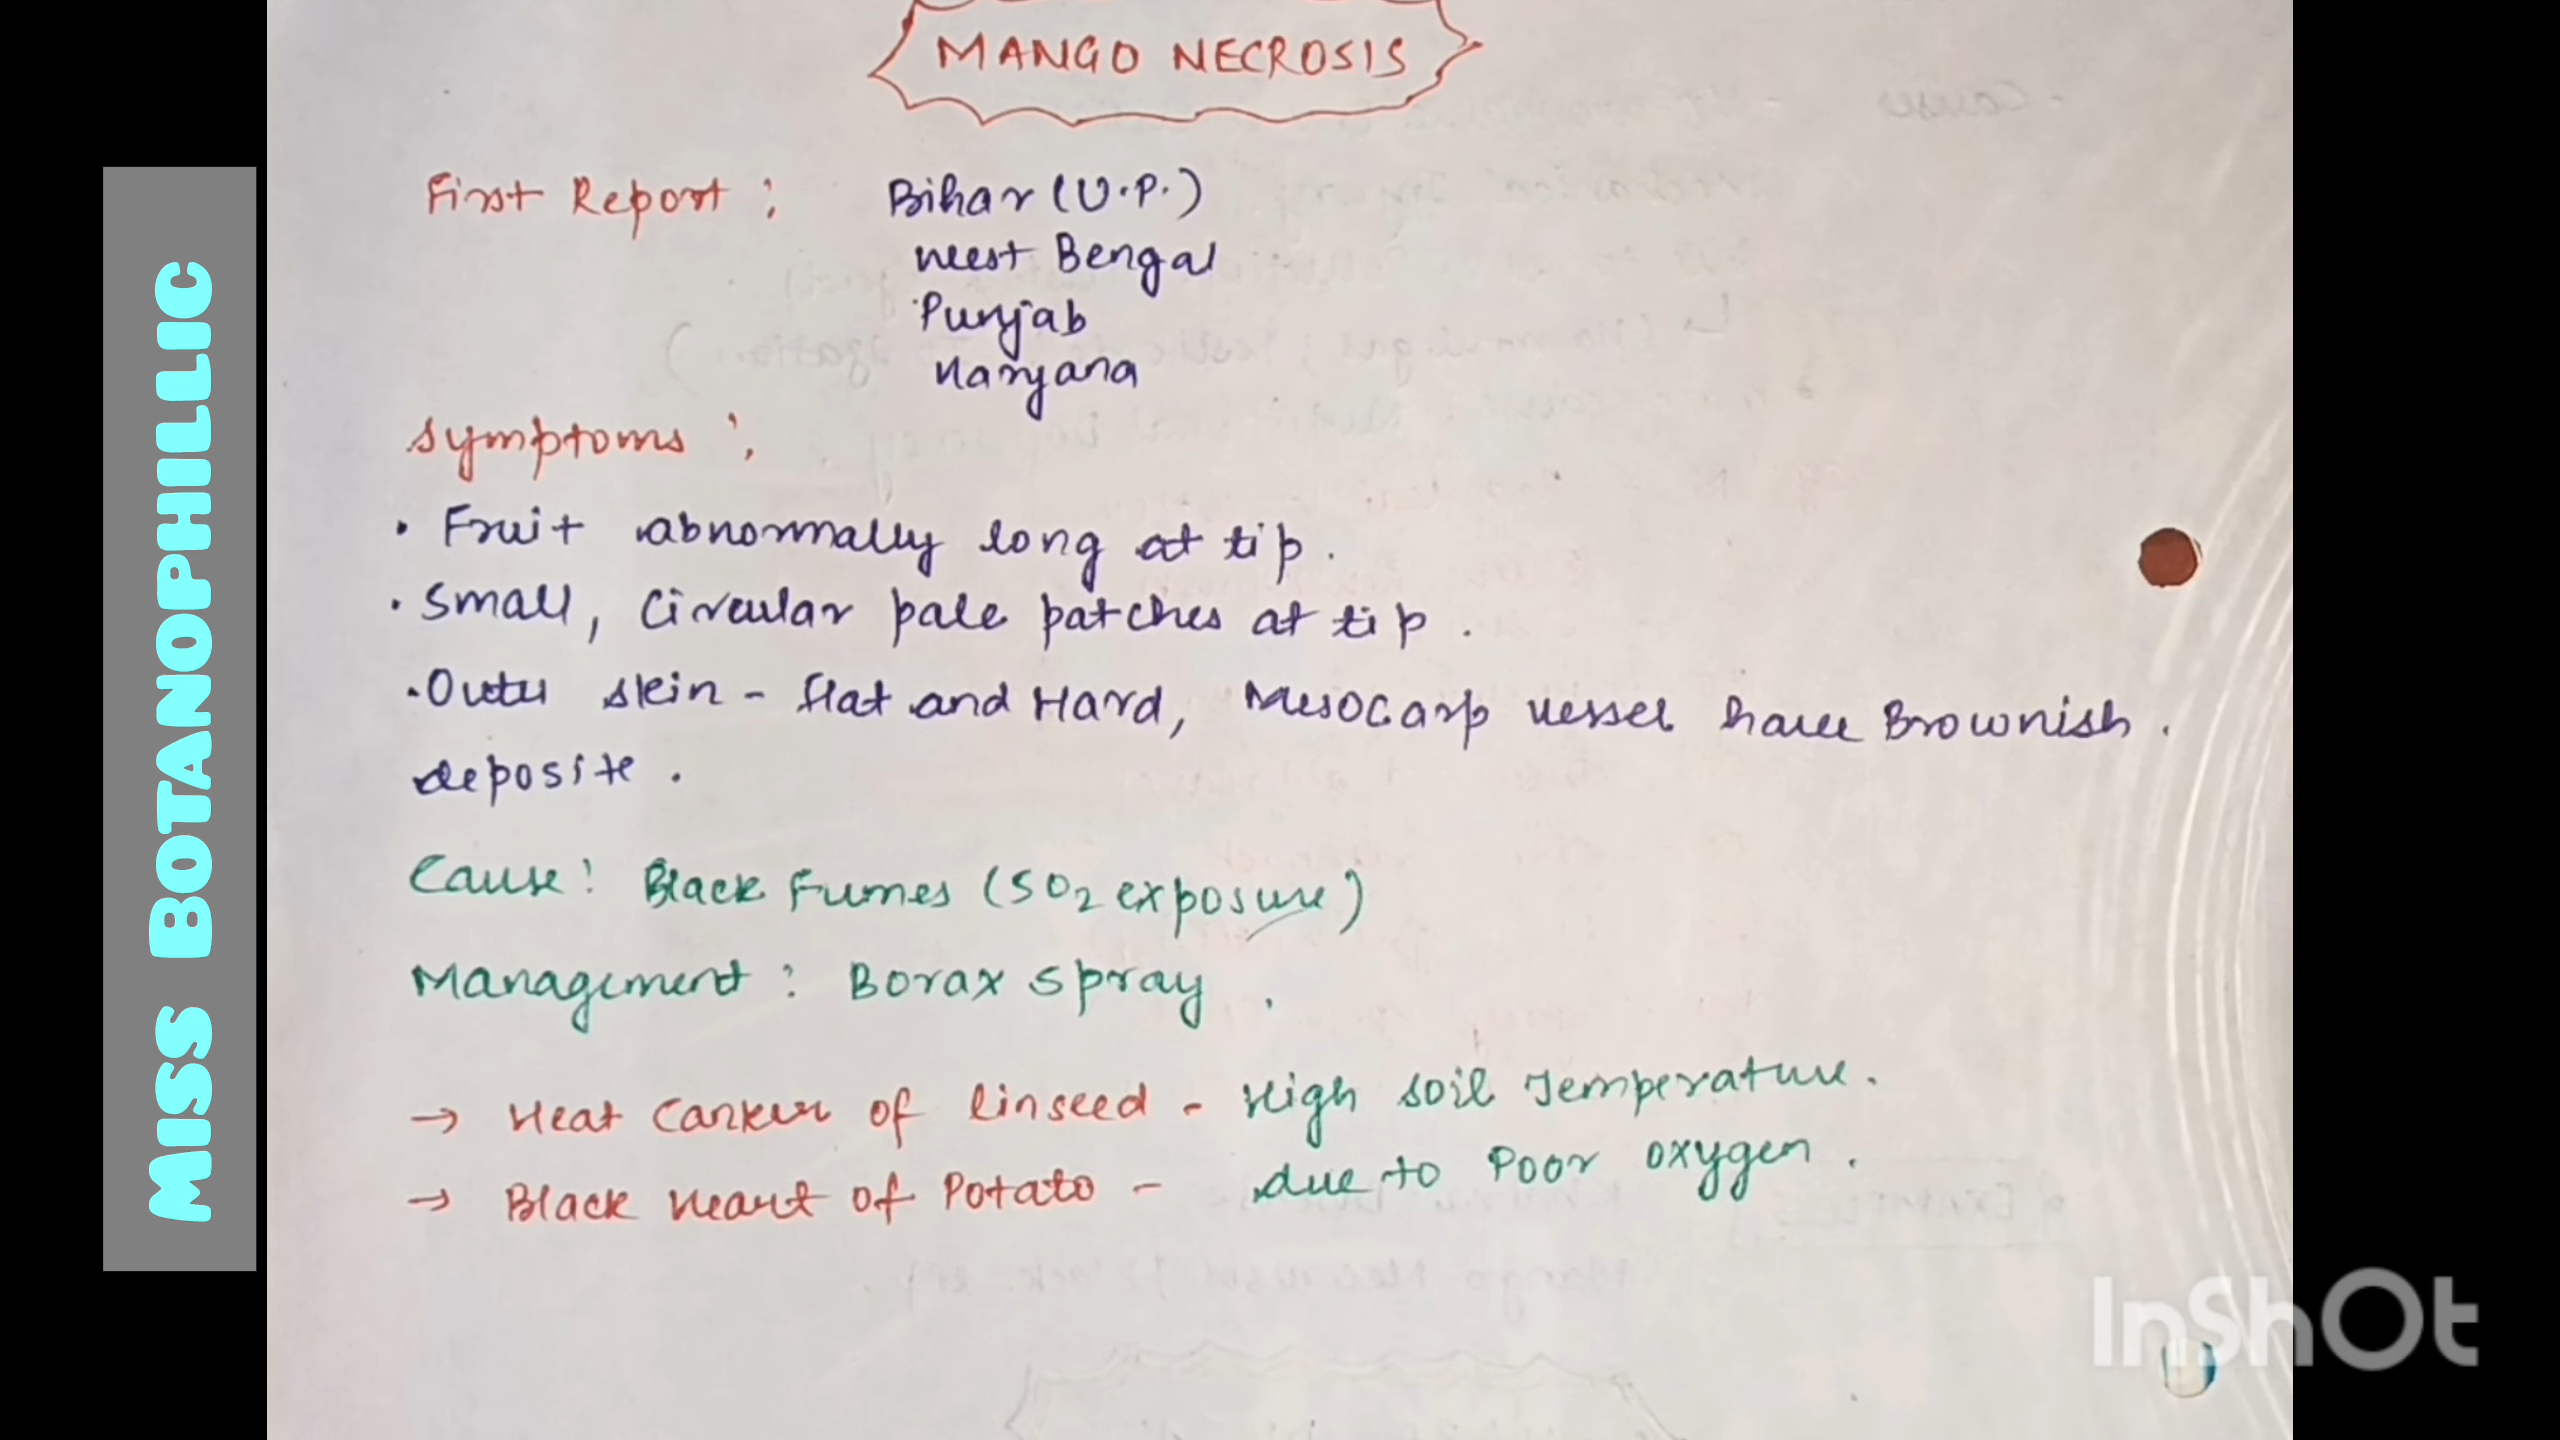 MISS BOTANOPHILLIC
MANGO NECROSIS
First Report : Bihar (U.P.)
West Bengal
Punjab
Haryana
Symptoms :
• Fruit abnormally long at tip.
• Small, Circular pale patches at tip.
• Outer skin - flat and Hard, Mesocarp vessel have Brownish.
deposite.
Cause : Black Fumes (SO2 exposure)
Management : Borax spray.
→ Heat Canker of linseed - High soil Temperature.
→ Black Heart of Potato - due to Poor oxygen.
InShOt